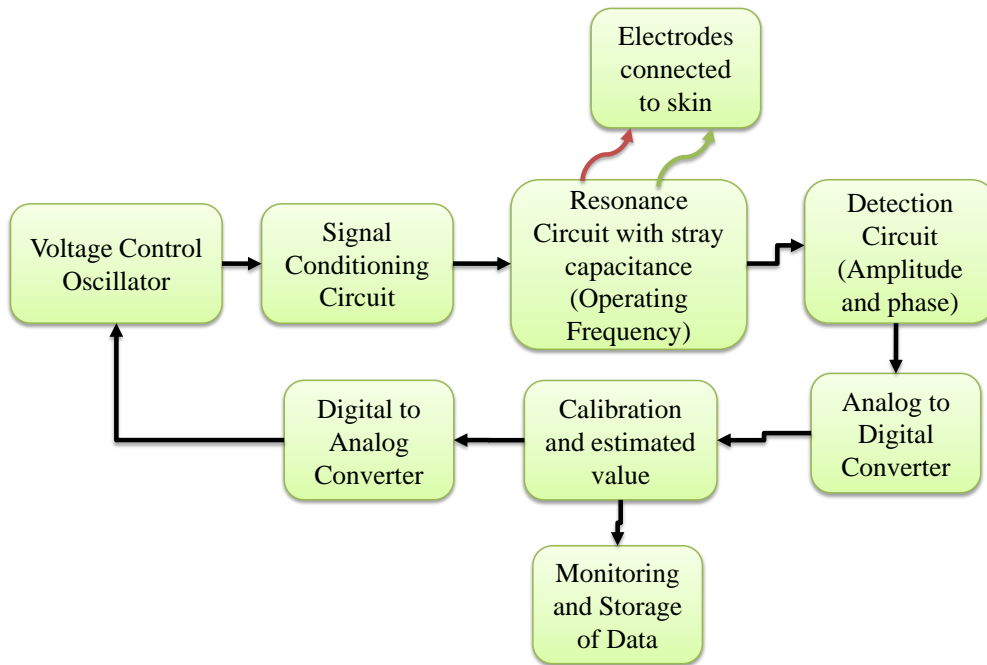 Electrodes
connected
to skin
Voltage Control
Oscillator
Signal
Conditioning
Circuit
Resonance
Circuit with stray
capacitance
(Operating
Frequency)
Detection
Circuit
(Amplitude
and phase)
Analog to
Digital
Converter
Calibration
and estimated
value
Digital to
Analog
Converter
Monitoring
and Storage
of Data